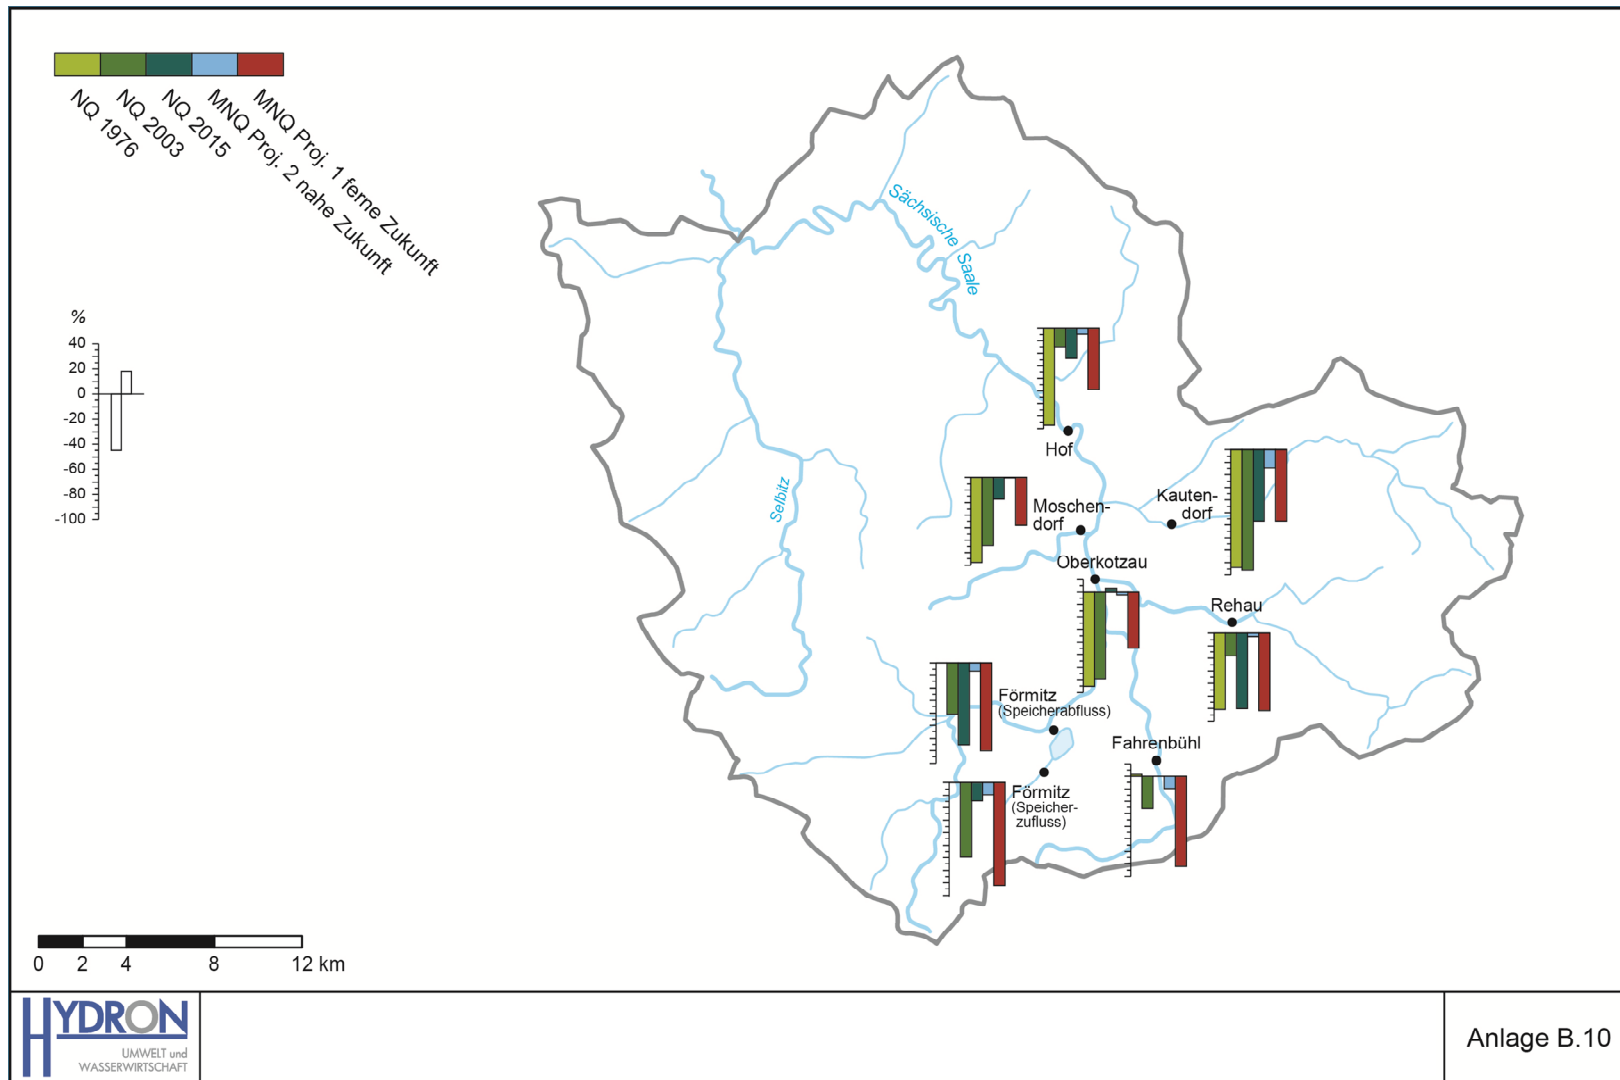 NQ 1976
NQ 2003
NQ 2015
MNQ Proj. 2 nahe Zukunft
MNQ Proj. 1 ferne Zukunft
%
40
20
0
-20
-40
-60
-80
-100
Sächsische
Saale
Selbitz
Hof
Moschen-
dorf
Kauten-
dorf
Oberkotzau
Rehau
Förmitz
(Speicherabfluss)
Fahrenbühl
Förmitz
(Speicher-
zufluss)
0 2 4 8 12 km
HYDRON
UMWELT und
WASSERWIRTSCHAFT
Anlage B.10